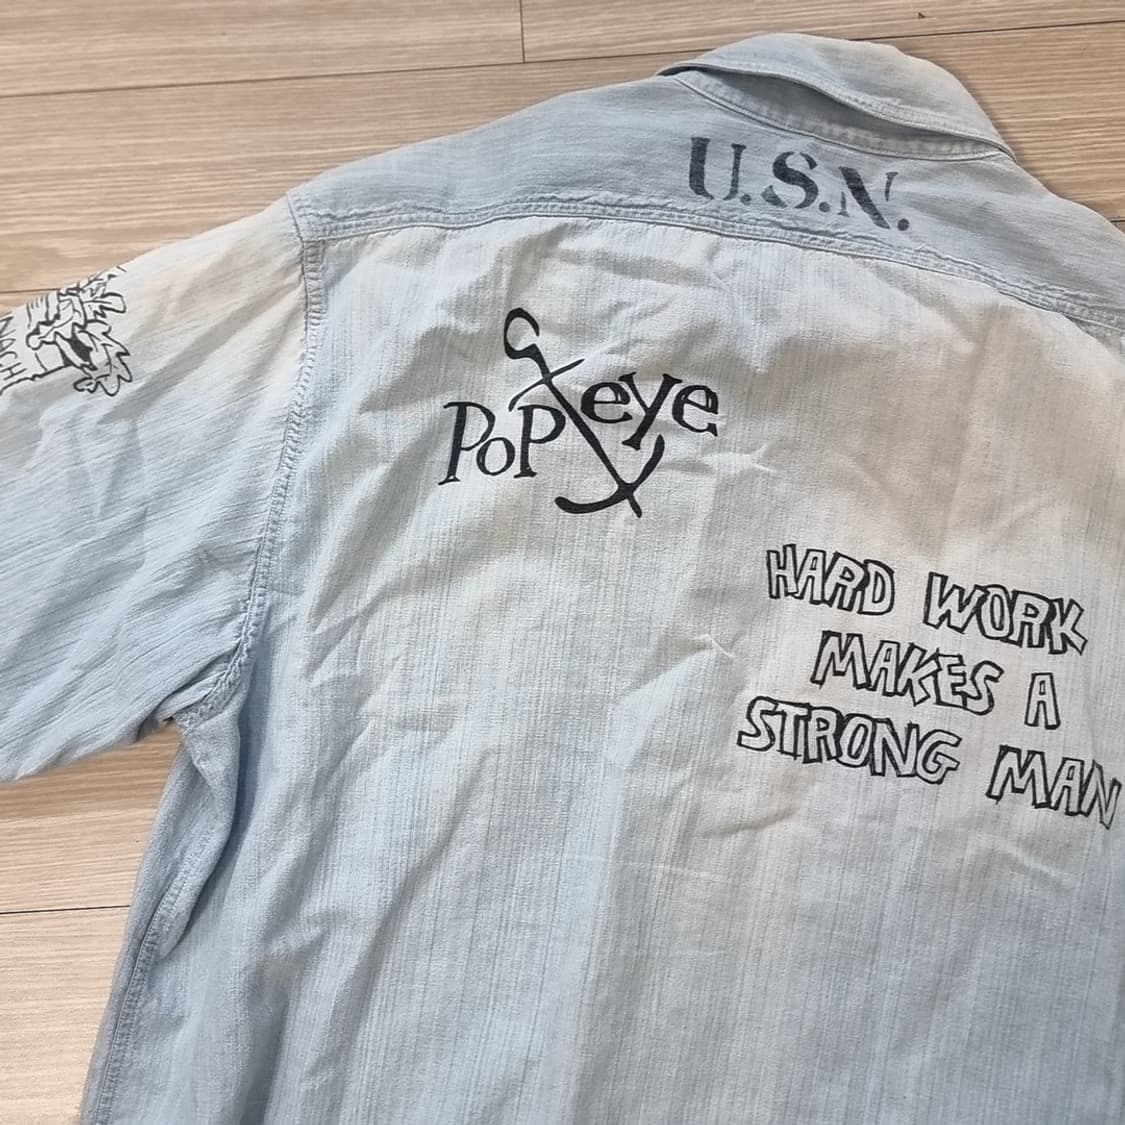 U.S.N.
Popeye
HARD WORK
MAKES A
STRONG MAN